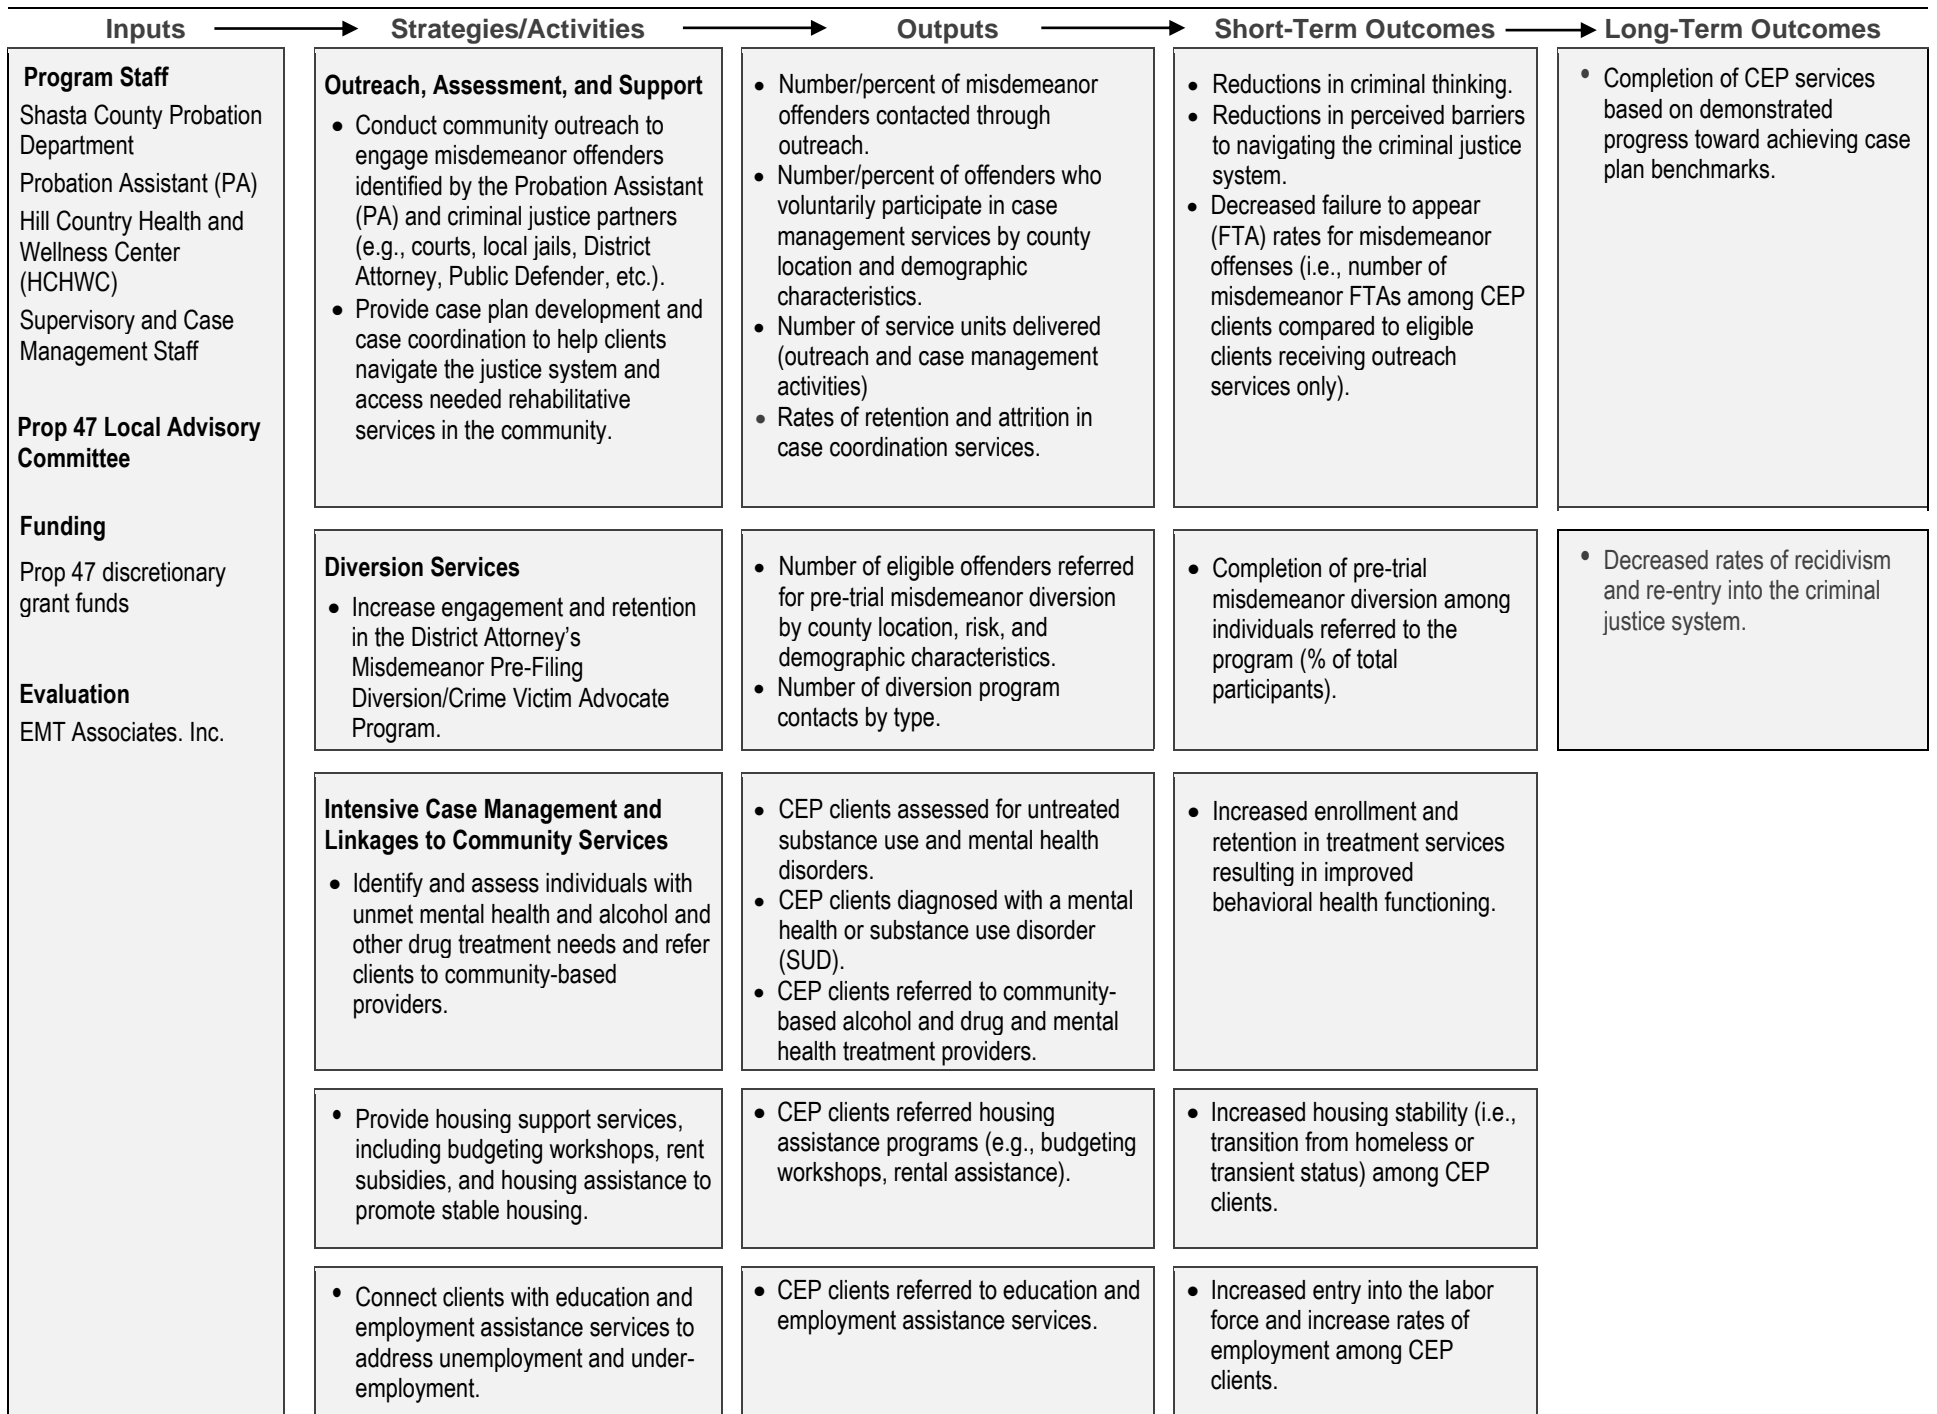 Inputs
Strategies/Activities
Outputs
Short-Term Outcomes
Long-Term Outcomes
Program Staff
Shasta County Probation
Department
Probation Assistant (PA)
Hill Country Health and
Wellness Center
(HCHWC)
Supervisory and Case
Management Staff
Prop 47 Local Advisory
Committee
Funding
Prop 47 discretionary
grant funds
Evaluation
EMT Associates. Inc.
Outreach, Assessment, and Support
• Conduct community outreach to
engage misdemeanor offenders
identified by the Probation Assistant
(PA) and criminal justice partners
(e.g., courts, local jails, District
Attorney, Public Defender, etc.).
• Provide case plan development and
case coordination to help clients
navigate the justice system and
access needed rehabilitative
services in the community.
• Number/percent of misdemeanor
offenders contacted through
outreach.
• Number/percent of offenders who
voluntarily participate in case
management services by county
location and demographic
characteristics.
• Number of service units delivered
(outreach and case management
activities)
• Rates of retention and attrition in
case coordination services.
• Reductions in criminal thinking.
• Reductions in perceived barriers
to navigating the criminal justice
system.
• Decreased failure to appear
(FTA) rates for misdemeanor
offenses (i.e., number of
misdemeanor FTAs among CEP
clients compared to eligible
clients receiving outreach
services only).
• Completion of CEP services
based on demonstrated
progress toward achieving case
plan benchmarks.
Diversion Services
• Increase engagement and retention
in the District Attorney's
Misdemeanor Pre-Filing
Diversion/Crime Victim Advocate
Program.
• Number of eligible offenders referred
for pre-trial misdemeanor diversion
by county location, risk, and
demographic characteristics.
• Number of diversion program
contacts by type.
• Completion of pre-trial
misdemeanor diversion among
individuals referred to the
program (% of total
participants).
• Decreased rates of recidivism
and re-entry into the criminal
justice system.
Intensive Case Management and
Linkages to Community Services
• Identify and assess individuals with
unmet mental health and alcohol and
other drug treatment needs and refer
clients to community-based
providers.
• CEP clients assessed for untreated
substance use and mental health
disorders.
• CEP clients diagnosed with a mental
health or substance use disorder
(SUD).
• CEP clients referred to community-
based alcohol and drug and mental
health treatment providers.
• Increased enrollment and
retention in treatment services
resulting in improved
behavioral health functioning.
• Provide housing support services,
including budgeting workshops, rent
subsidies, and housing assistance to
promote stable housing.
• CEP clients referred housing
assistance programs (e.g., budgeting
workshops, rental assistance).
• Increased housing stability (i.e.,
transition from homeless or
transient status) among CEP
clients.
• Connect clients with education and
employment assistance services to
address unemployment and under-
employment.
• CEP clients referred to education and
employment assistance services.
• Increased entry into the labor
force and increase rates of
employment among CEP
clients.